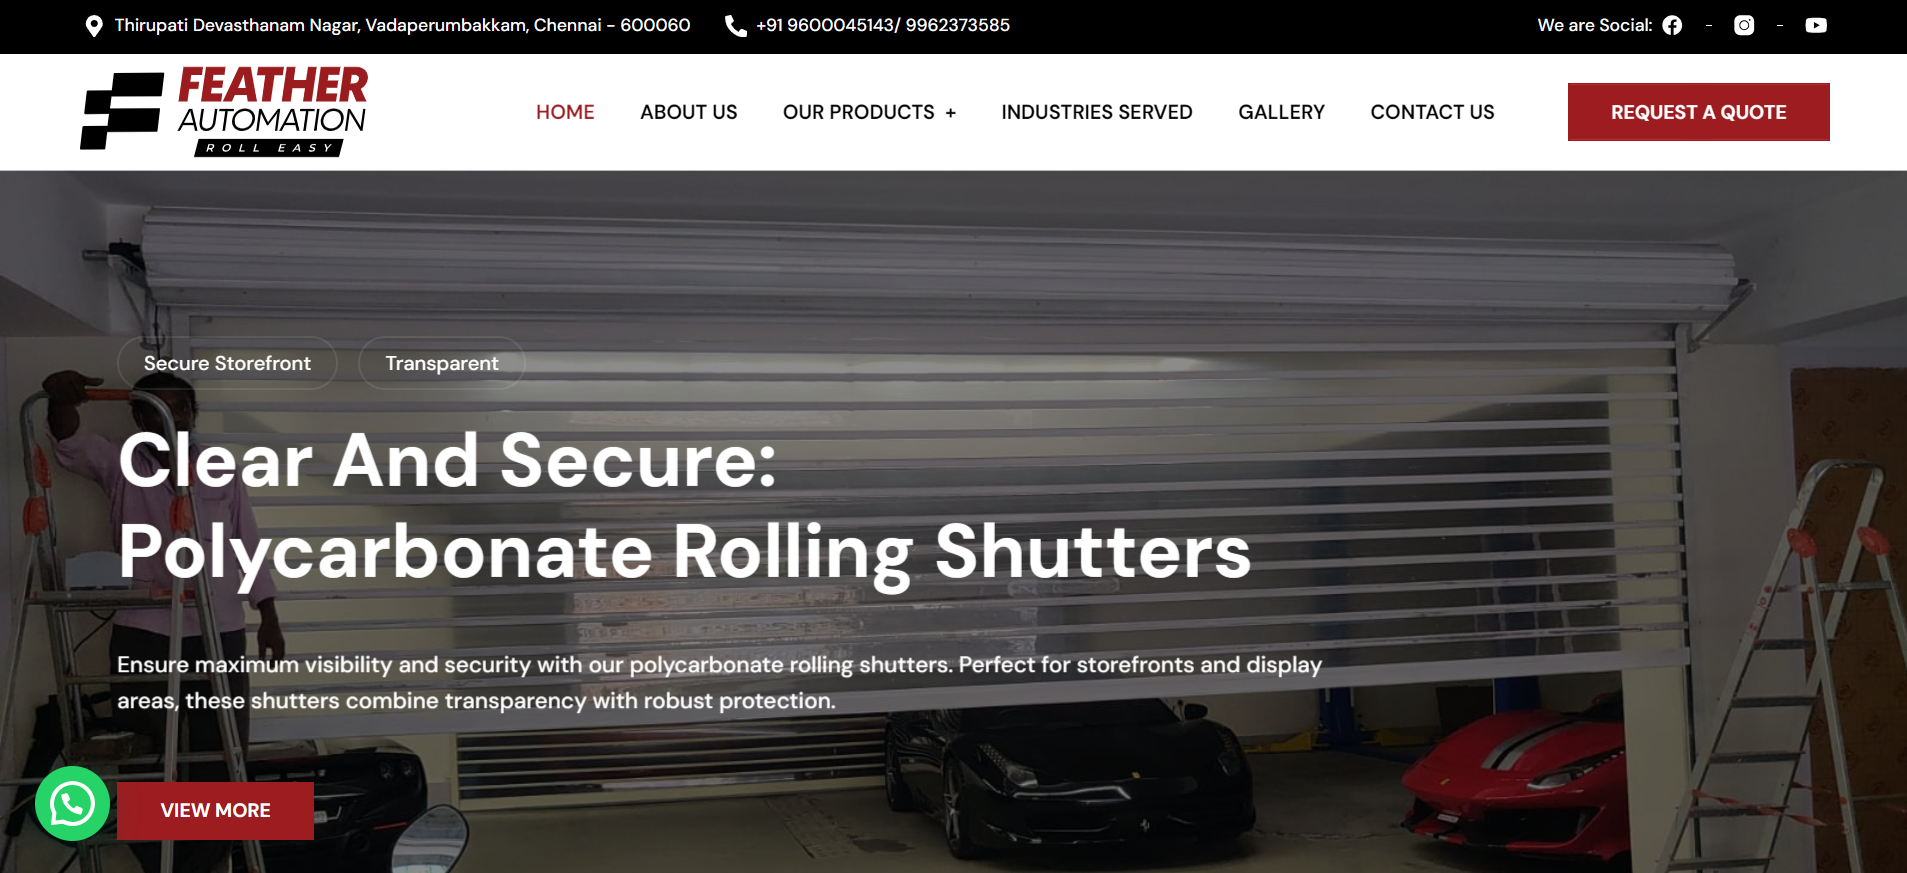 Thirupati Devasthanam Nagar, Vadaperumbakkam, Chennai - 600060
+91 9600045143/ 9962373585
We are Social:
FEATHER
AUTOMATION
ROLL EASY
HOME
ABOUT US
OUR PRODUCTS +
INDUSTRIES SERVED
GALLERY
CONTACT US
REQUEST A QUOTE
Secure Storefront
Transparent
Clear And Secure:
Polycarbonate Rolling Shutters
Ensure maximum visibility and security with our polycarbonate rolling shutters. Perfect for storefronts and display
areas, these shutters combine transparency with robust protection.
VIEW MORE